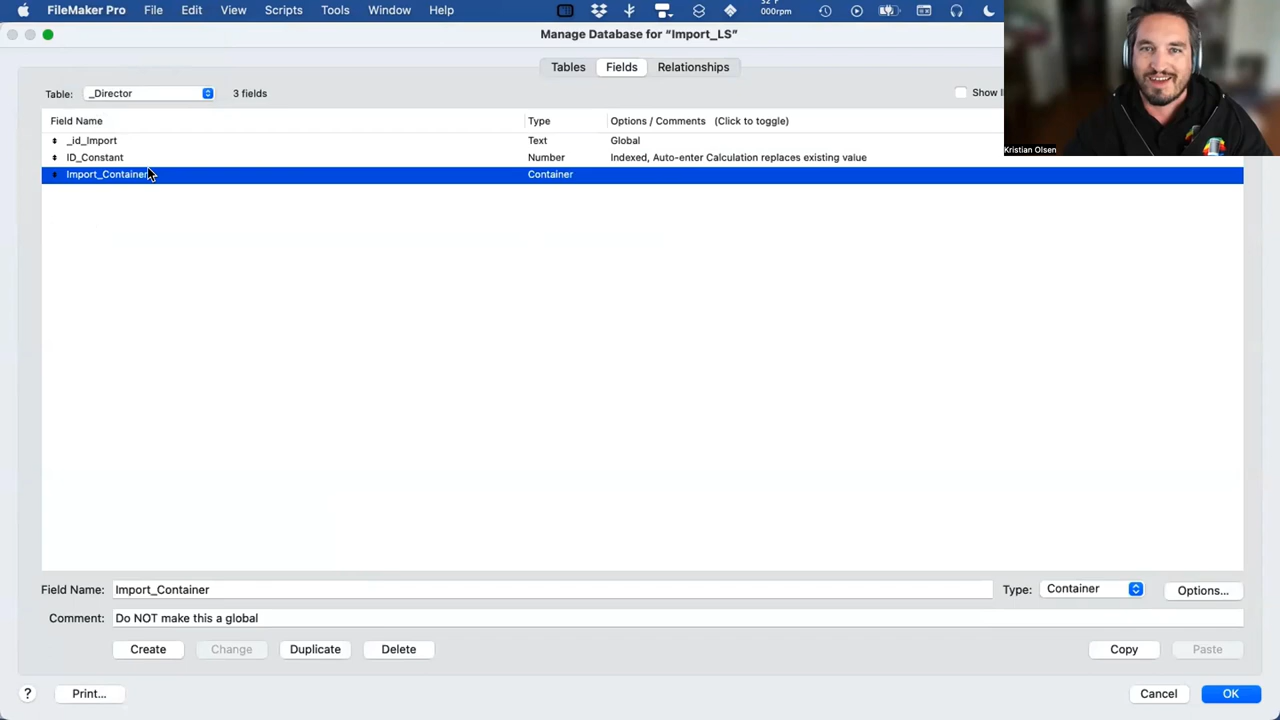 FileMaker Pro File Edit View Scripts Tools Window Help 000rpm
Manage Database for “Import_LS”
Tables Fields Relationships
Table: _Director 3 fields
Field Name Type Options / Comments (Click to toggle)
_id_Import Text Global
ID_Constant Number Indexed, Auto-enter Calculation replaces existing value
Import_Container Container
Kristian Olsen
Field Name: Import_Container Type: Container Options...
Comment: Do NOT make this a global
Create Change Duplicate Delete Copy Paste
? Print... Cancel OK